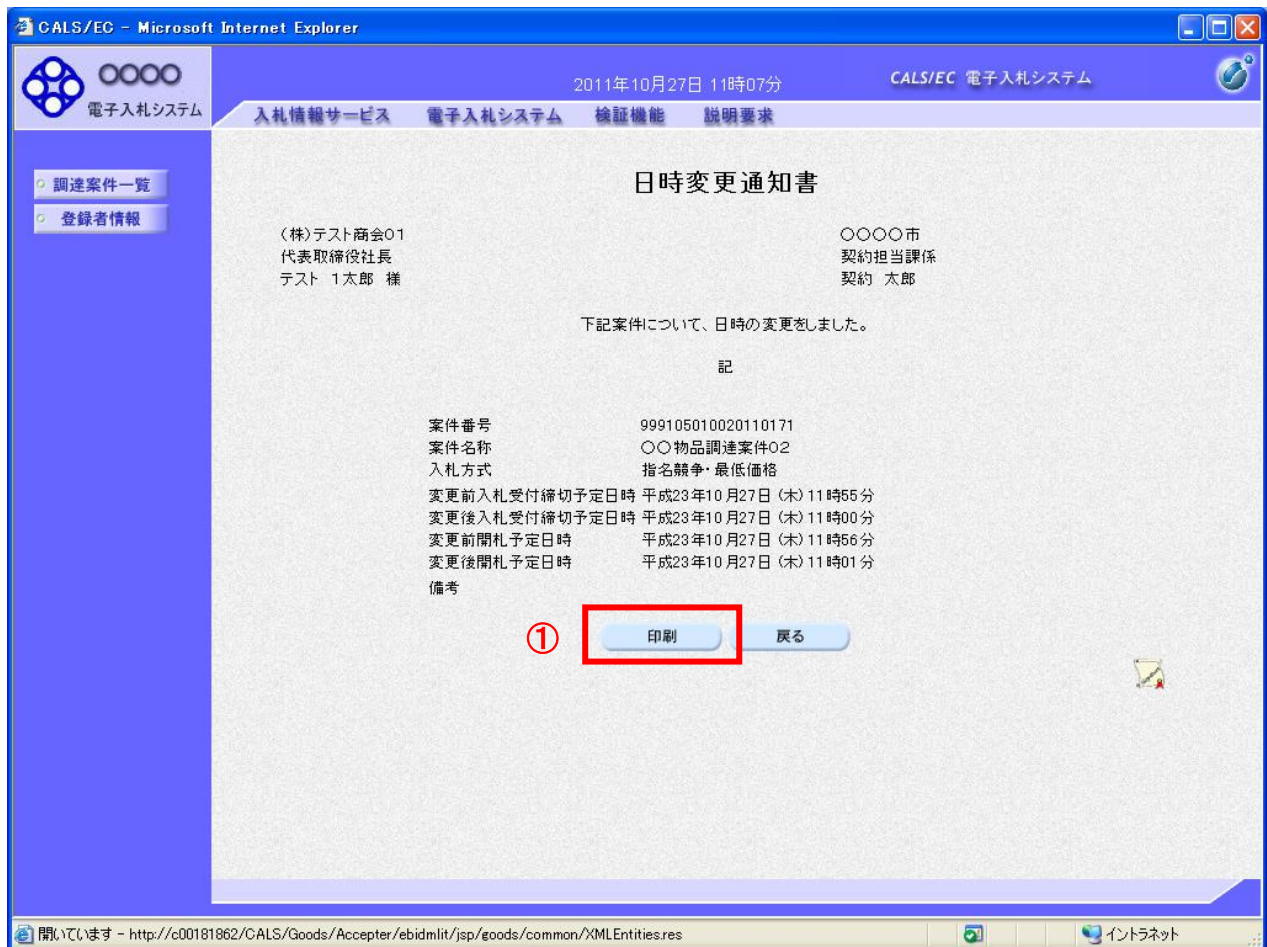 CALS/EC - Microsoft Internet Explorer
〇〇〇〇
電子入札システム
2011年10月27日 11時07分
CALS/EC 電子入札システム
入札情報サービス 電子入札システム 検証機能 説明要求
調達案件一覧
登録者情報
日時変更通知書
(株)テスト商会01
代表取締役社長
テスト 1太郎 様
〇〇〇〇市
契約担当課係
契約 太郎
下記案件について、日時の変更をしました。
記
案件番号 999105010020110171
案件名称 〇〇物品調達案件02
入札方式 指名競争・最低価格
変更前入札受付締切予定日時 平成23年10月27日 (木) 11時55分
変更後入札受付締切予定日時 平成23年10月27日 (木) 11時00分
変更前開札予定日時 平成23年10月27日 (木) 11時56分
変更後開札予定日時 平成23年10月27日 (木) 11時01分
備考
① 印刷 戻る
開いています - http://c00181862/CALS/Goods/Accepter/ebidmlit/jsp/goods/common/XMLEntities.res
イントラネット